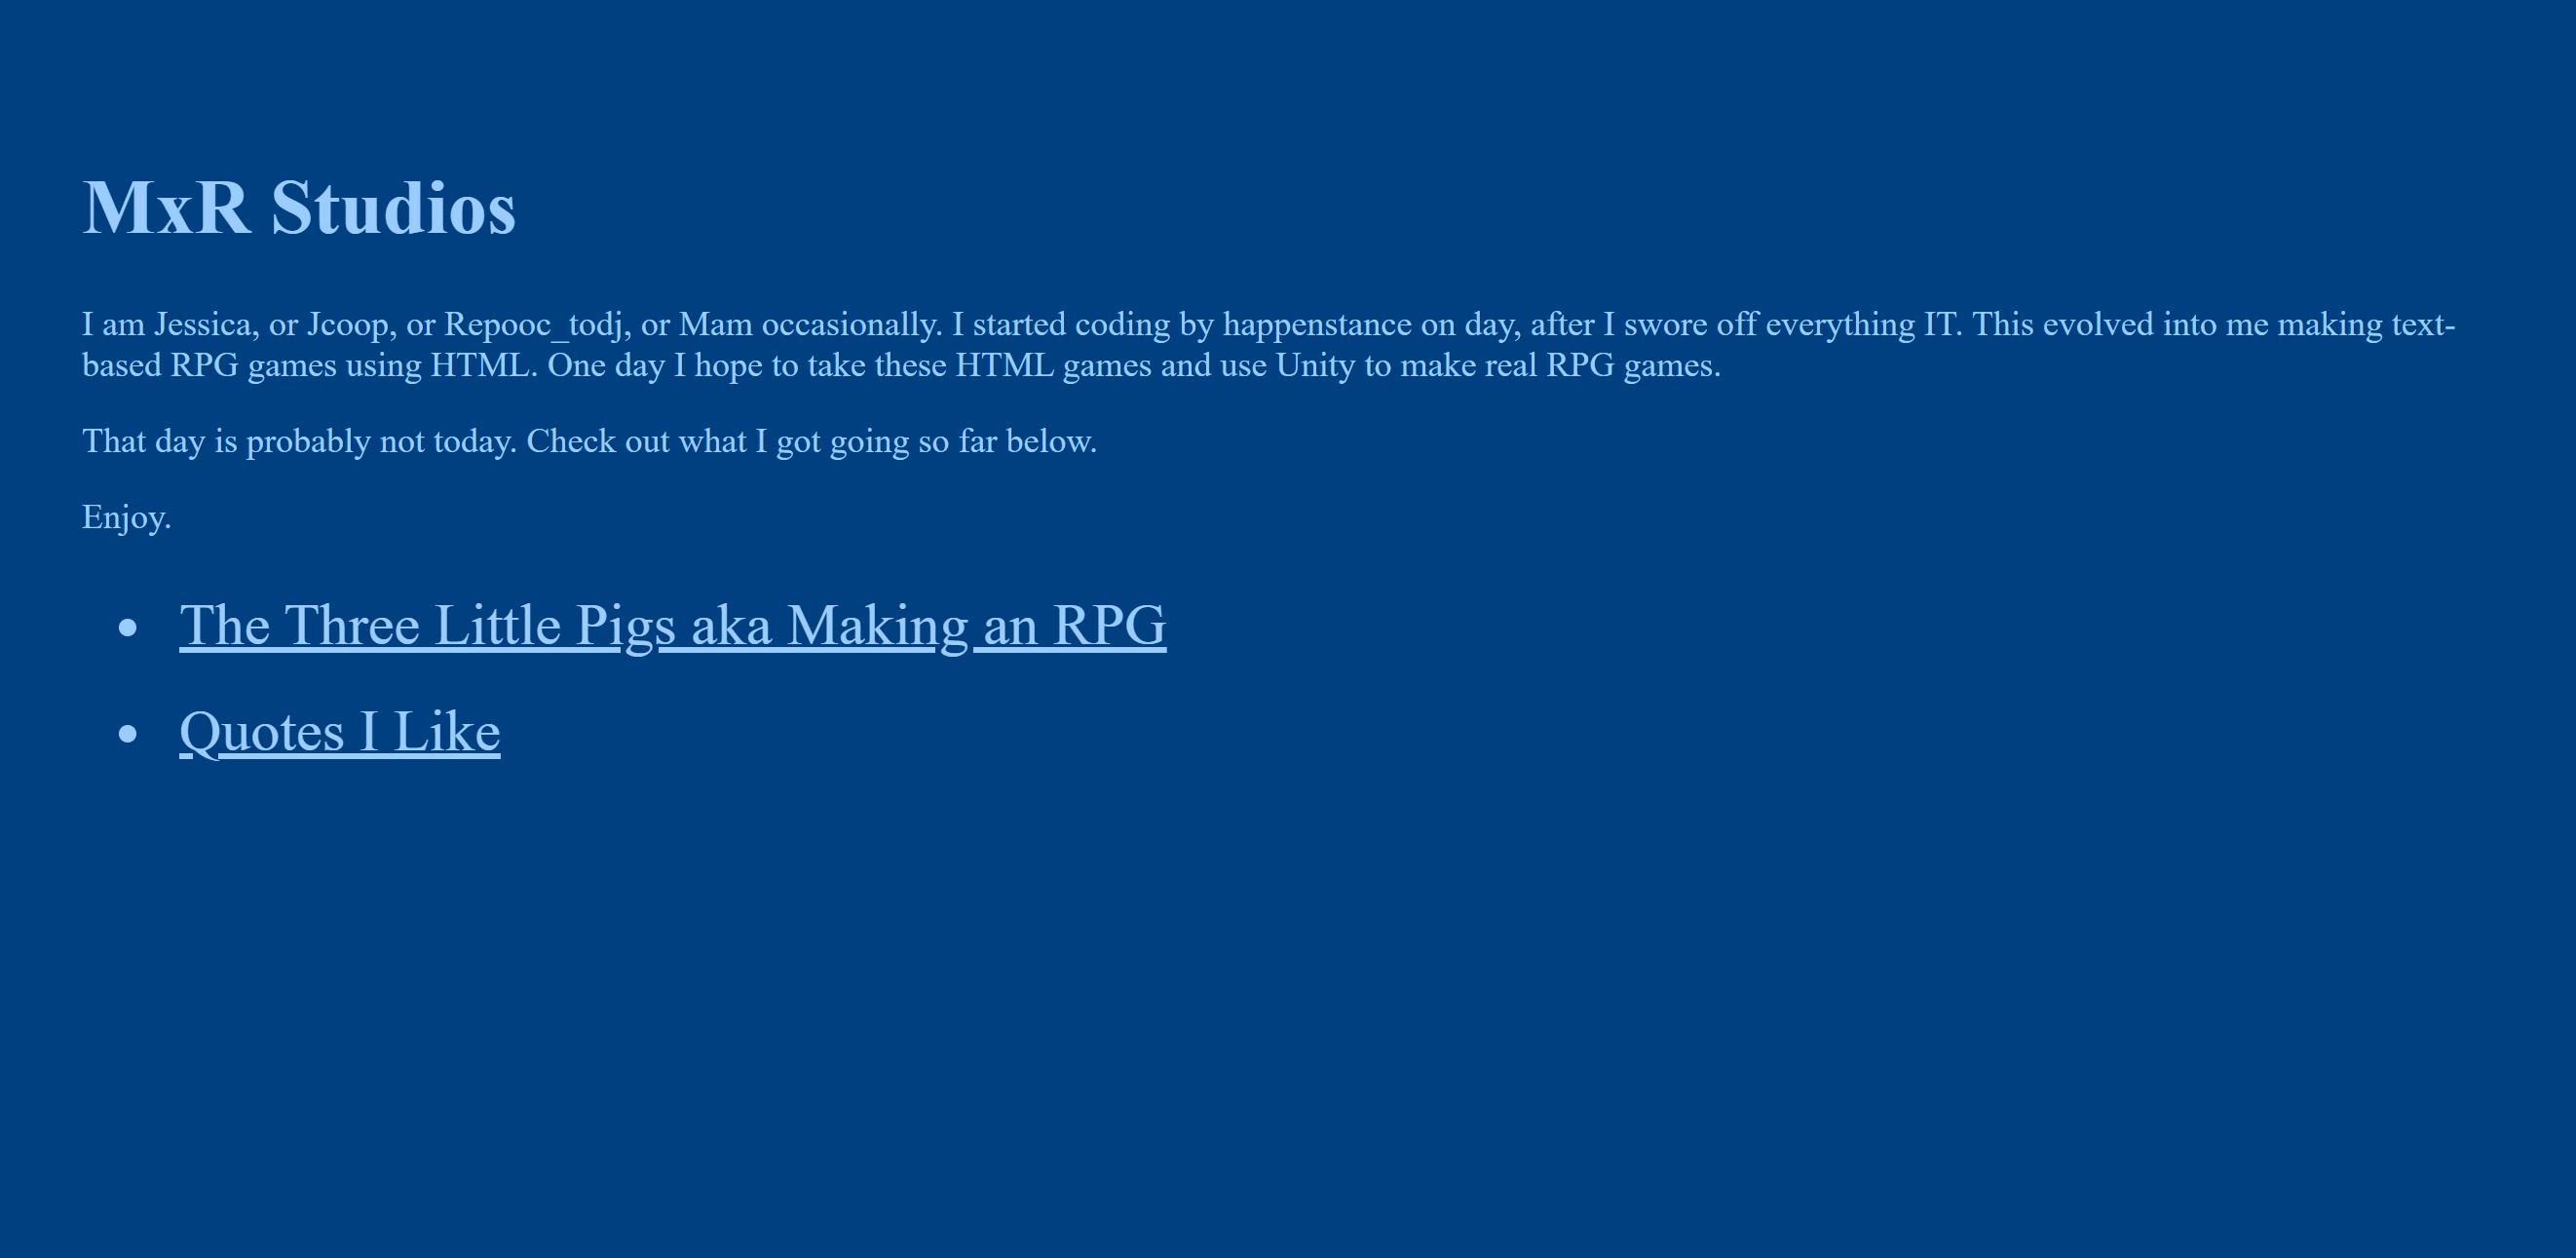 MxR Studios
I am Jessica, or Jcoop, or Repooc_todj, or Mam occasionally. I started coding by happenstance on day, after I swore off everything IT. This evolved into me making text-
based RPG games using HTML. One day I hope to take these HTML games and use Unity to make real RPG games.
That day is probably not today. Check out what I got going so far below.
Enjoy.
• The Three Little Pigs aka Making an RPG
• Quotes I Like